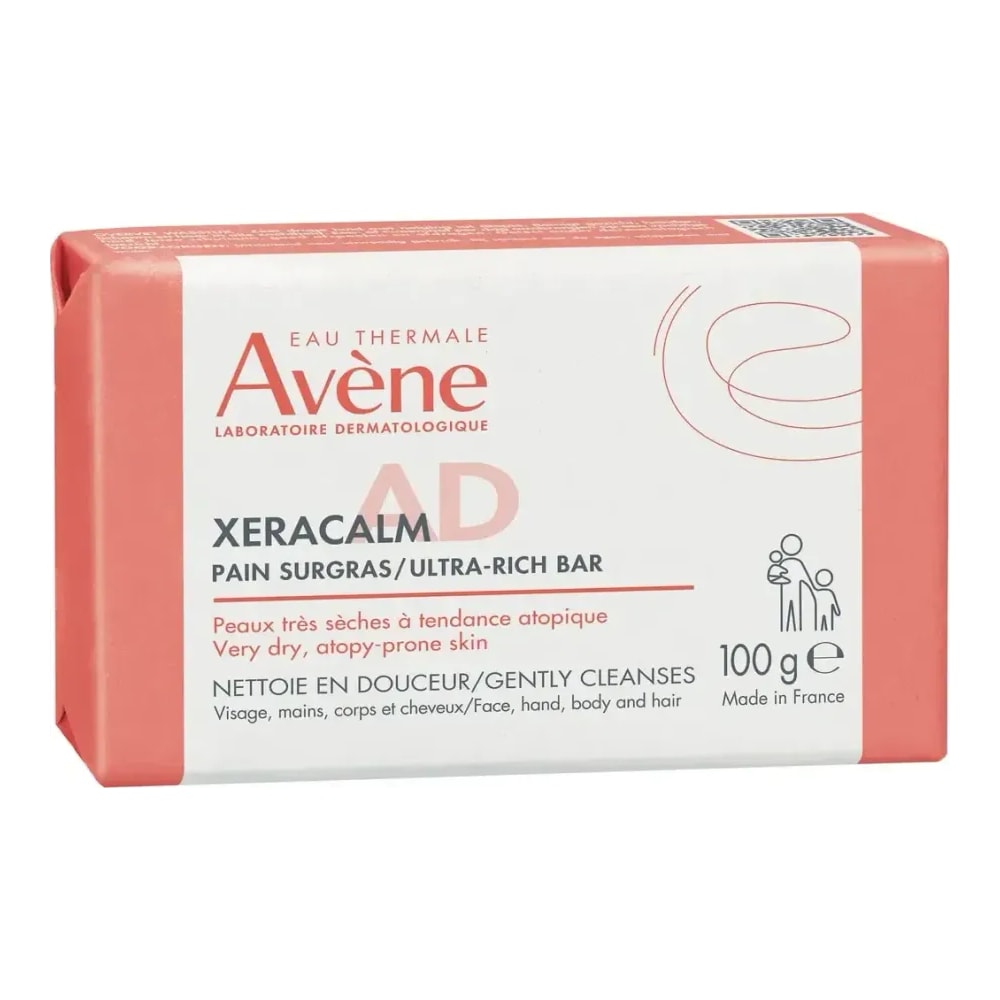 EAU THERMALE
Avène
LABORATOIRE DERMATOLOGIQUE
AD
XERACALM
PAIN SURGRAS/ULTRA-RICH BAR
Peaux très sèches à tendance atopique
Very dry, atopy-prone skin
NETTOIE EN DOUCEUR/GENTLY CLEANSES
Visage, mains, corps et cheveux/Face, hand, body and hair
100 g ℮
Made in France